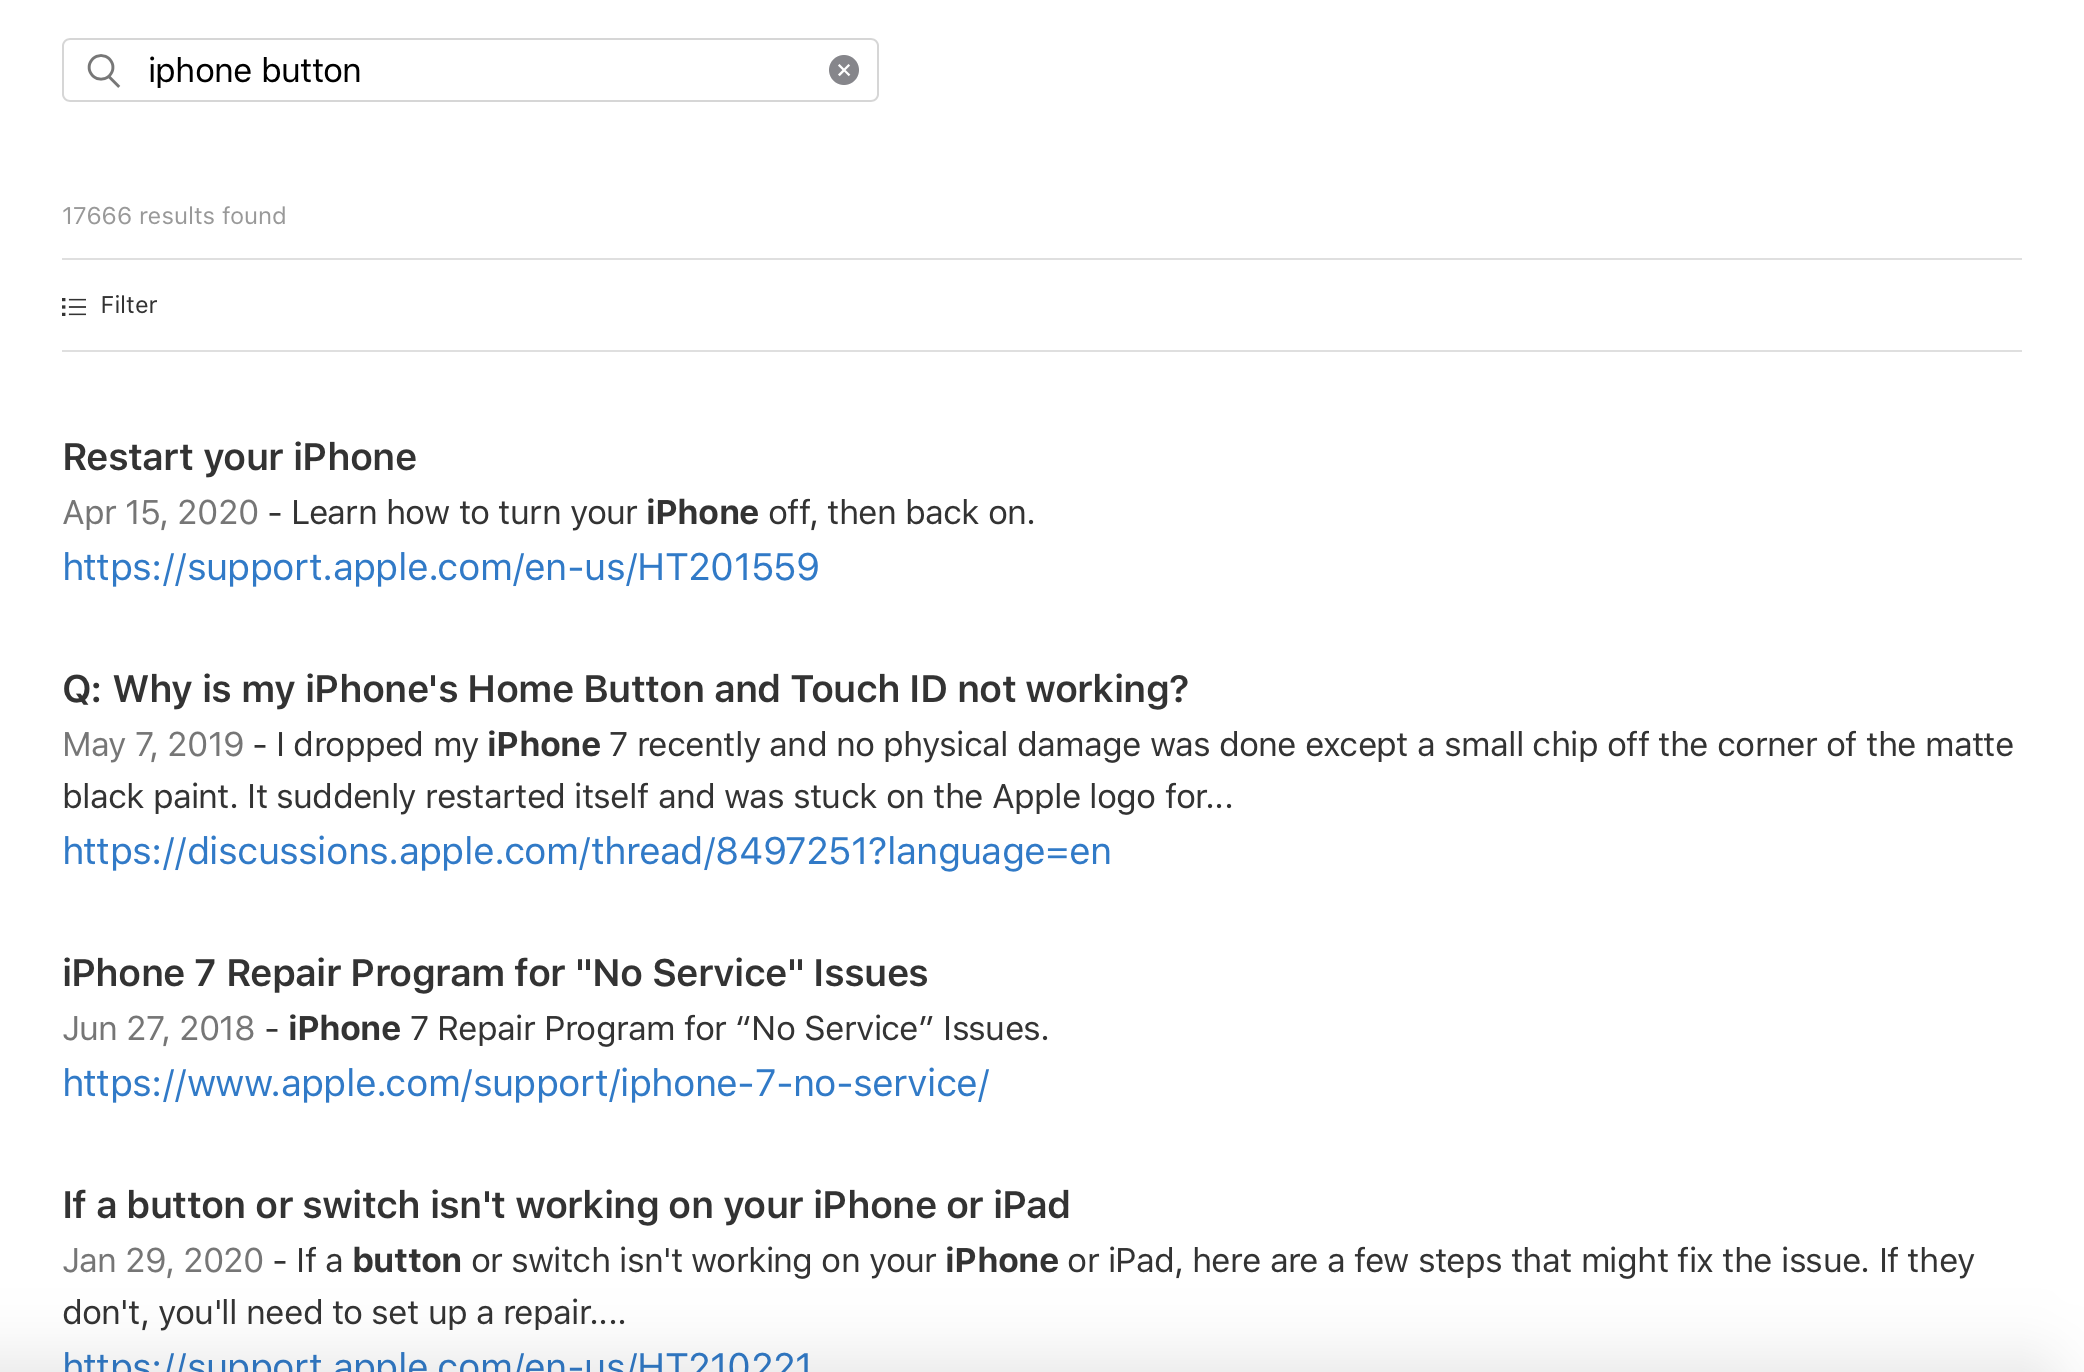 iphone button
17666 results found
Filter
Restart your iPhone
Apr 15, 2020 - Learn how to turn your iPhone off, then back on.
https://support.apple.com/en-us/HT201559
Q: Why is my iPhone's Home Button and Touch ID not working?
May 7, 2019 - I dropped my iPhone 7 recently and no physical damage was done except a small chip off the corner of the matte
black paint. It suddenly restarted itself and was stuck on the Apple logo for...
https://discussions.apple.com/thread/8497251?language=en
iPhone 7 Repair Program for "No Service" Issues
Jun 27, 2018 - iPhone 7 Repair Program for “No Service” Issues.
https://www.apple.com/support/iphone-7-no-service/
If a button or switch isn't working on your iPhone or iPad
Jan 29, 2020 - If a button or switch isn't working on your iPhone or iPad, here are a few steps that might fix the issue. If they
don't, you'll need to set up a repair....
https://support.apple.com/en-us/HT210221